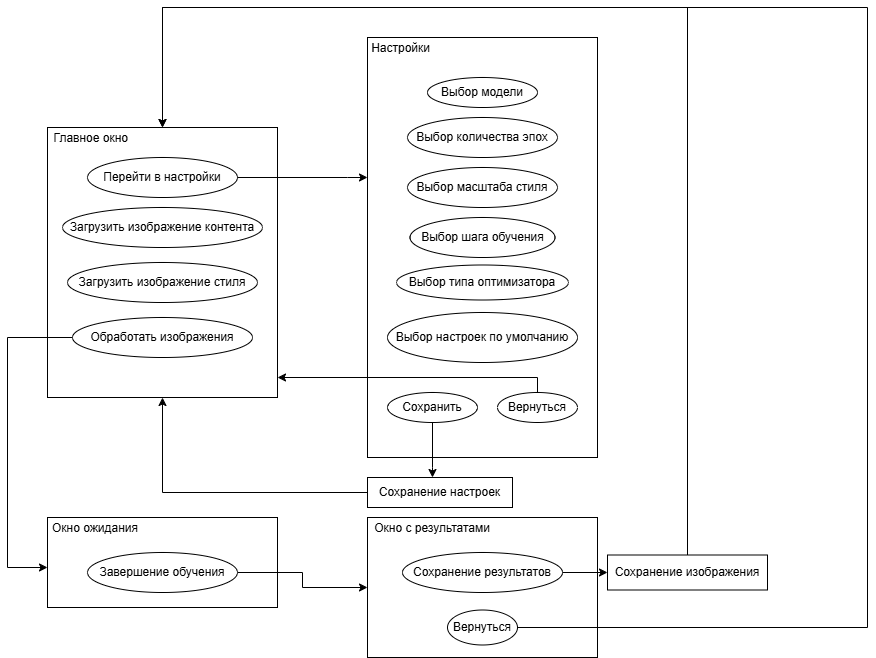 Главное окно
Перейти в настройки
Загрузить изображение контента
Загрузить изображение стиля
Обработать изображения
Настройки
Выбор модели
Выбор количества эпох
Выбор масштаба стиля
Выбор шага обучения
Выбор типа оптимизатора
Выбор настроек по умолчанию
Сохранить
Вернуться
Сохранение настроек
Окно ожидания
Завершение обучения
Окно с результатами
Сохранение результатов
Вернуться
Сохранение изображения